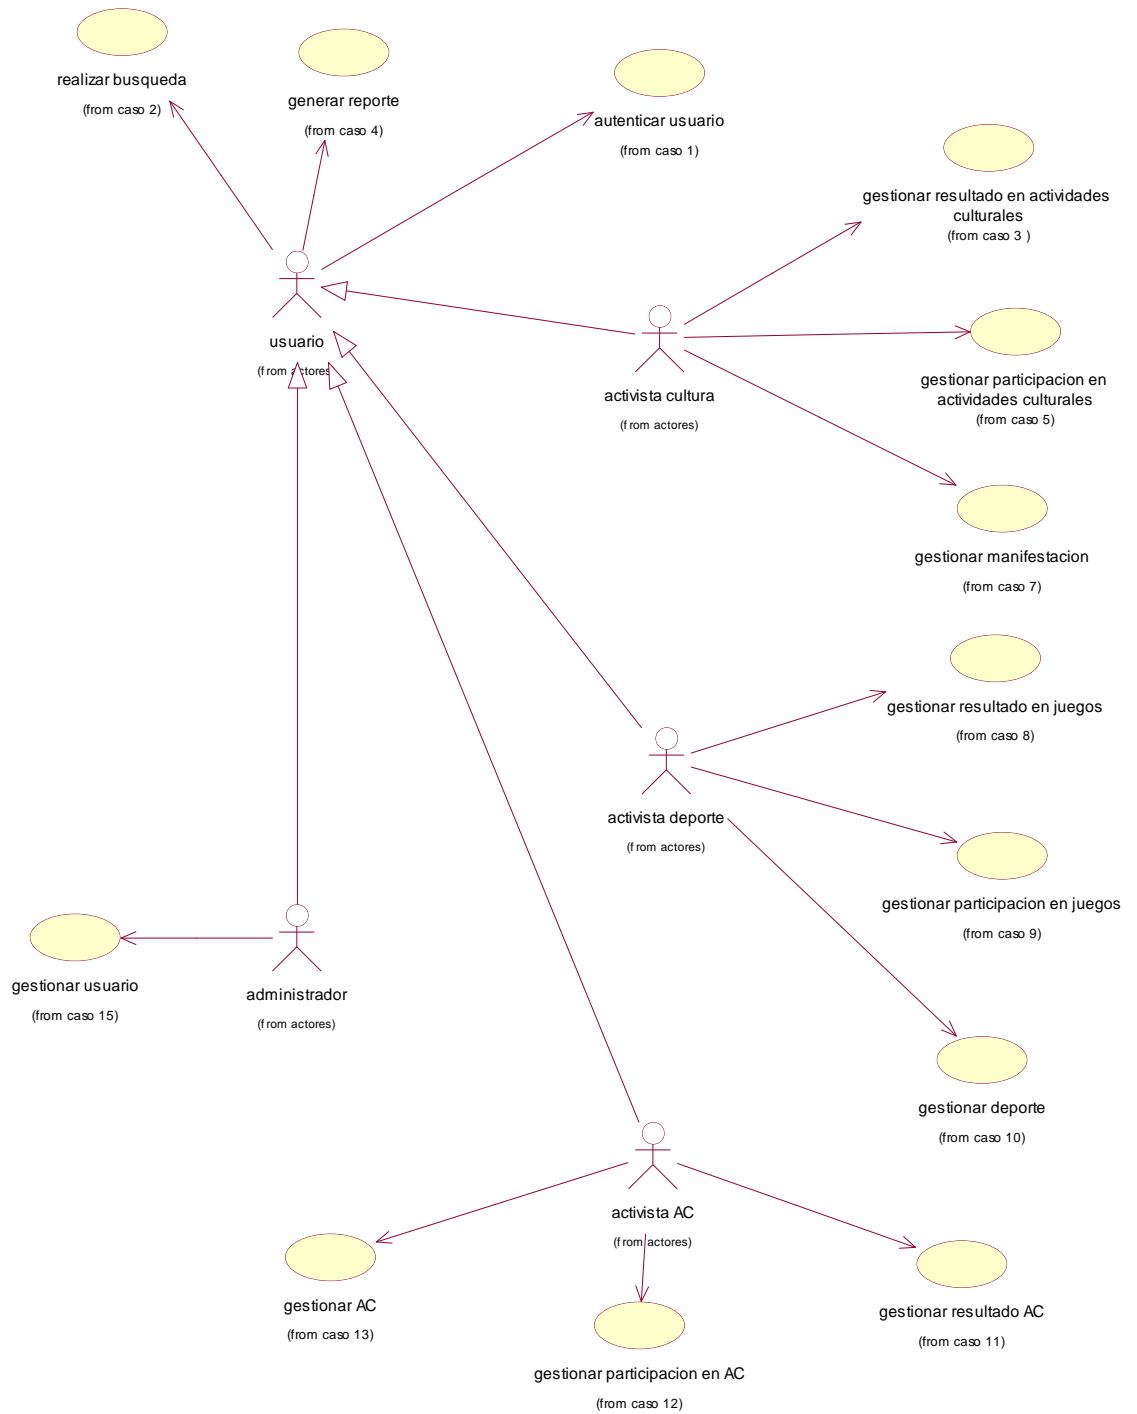 realizar busqueda
(from caso 2)
generar reporte
(from caso 4)
autenticar usuario
(from caso 1)
gestionar resultado en actividades
culturales
(from caso 3 )
usuario
(from actores
activista cultura
(from actores)
gestionar participacion en
actividades culturales
(from caso 5)
gestionar manifestacion
(from caso 7)
gestionar resultado en juegos
(from caso 8)
activista deporte
(from actores)
gestionar participacion en juegos
(from caso 9)
gestionar usuario
(from caso 15)
administrador
(from actores)
gestionar deporte
(from caso 10)
activista AC
(from actores)
gestionar AC
(from caso 13)
gestionar resultado AC
(from caso 11)
gestionar participacion en AC
(from caso 12)